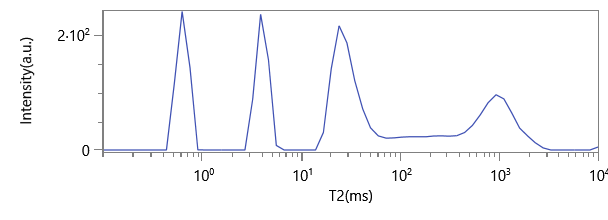 Intensity(a.u.)
2·10²
0
10⁰ 10¹ 10² 10³ 10⁴
T2(ms)